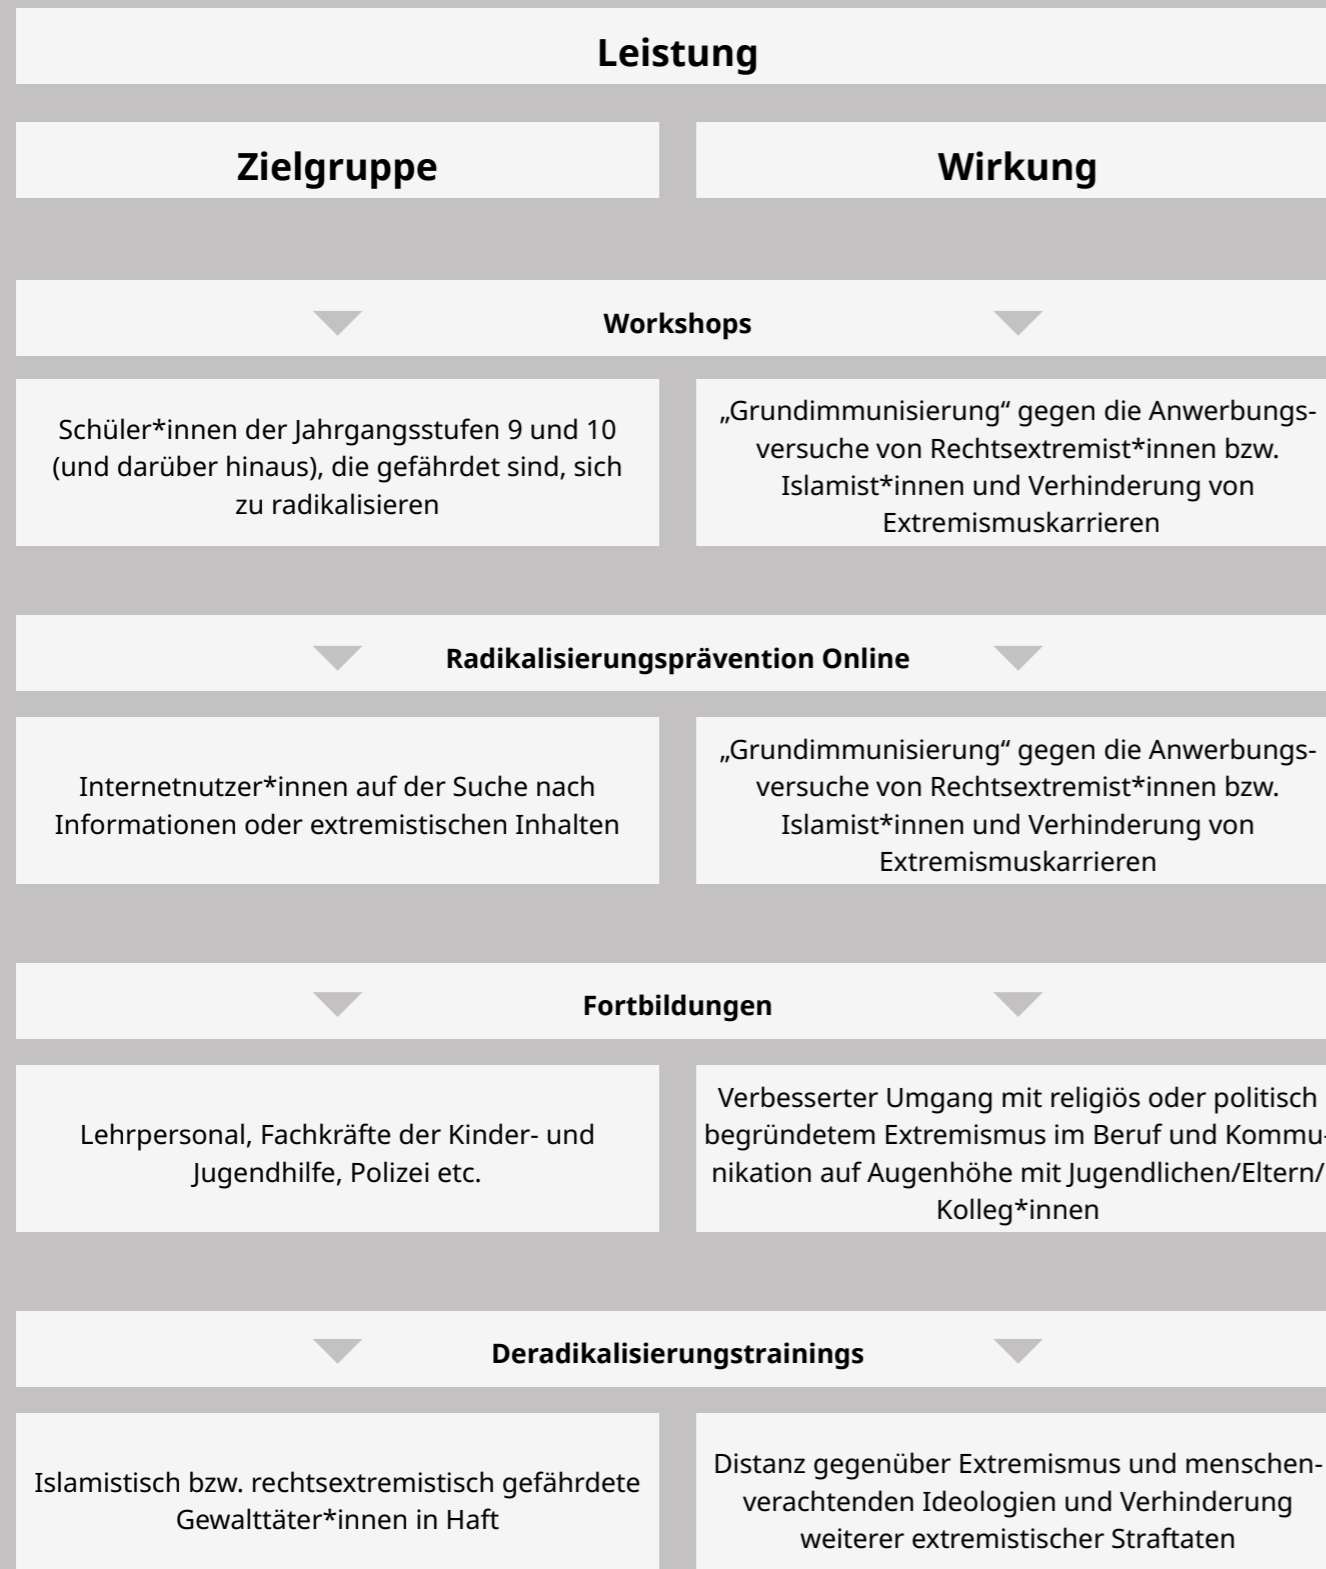 Leistung
Zielgruppe
Wirkung
Workshops
Schüler*innen der Jahrgangsstufen 9 und 10
(und darüber hinaus), die gefährdet sind, sich
zu radikalisieren
„Grundimmunisierung“ gegen die Anwerbungs-
versuche von Rechtsextremist*innen bzw.
Islamist*innen und Verhinderung von
Extremismuskarrieren
Radikalisierungsprävention Online
Internetnutzer*innen auf der Suche nach
Informationen oder extremistischen Inhalten
„Grundimmunisierung“ gegen die Anwerbungs-
versuche von Rechtsextremist*innen bzw.
Islamist*innen und Verhinderung von
Extremismuskarrieren
Fortbildungen
Lehrpersonal, Fachkräfte der Kinder- und
Jugendhilfe, Polizei etc.
Verbesserter Umgang mit religiös oder politisch
begründetem Extremismus im Beruf und Kommu-
nikation auf Augenhöhe mit Jugendlichen/Eltern/
Kolleg*innen
Deradikalisierungstrainings
Islamistisch bzw. rechtsextremistisch gefährdete
Gewalttäter*innen in Haft
Distanz gegenüber Extremismus und menschen-
verachtenden Ideologien und Verhinderung
weiterer extremistischer Straftaten